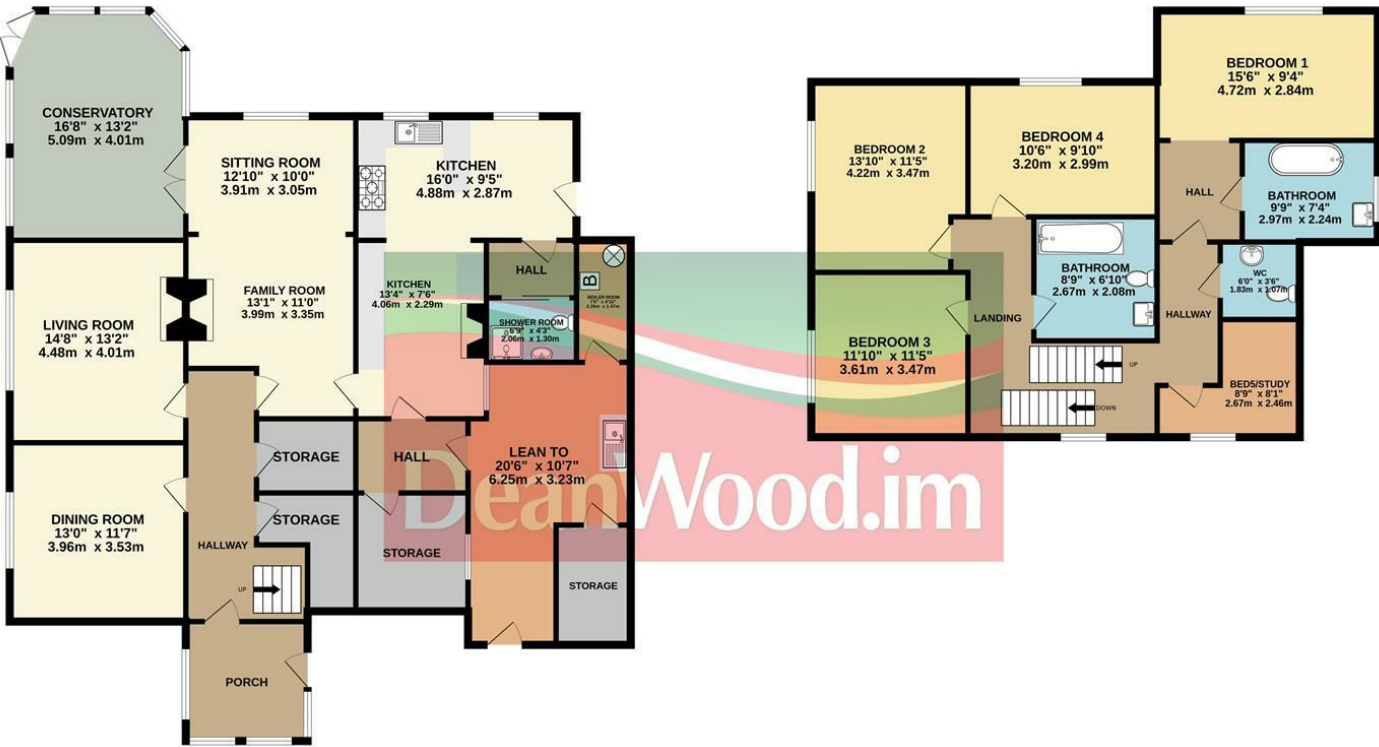 CONSERVATORY
16'8" x 13'2"
5.09m x 4.01m
SITTING ROOM
12'10" x 10'0"
3.91m x 3.05m
KITCHEN
16'0" x 9'5"
4.88m x 2.87m
LIVING ROOM
14'8" x 13'2"
4.48m x 4.01m
FAMILY ROOM
13'1" x 11'0"
3.99m x 3.35m
KITCHEN
13'4" x 7'6"
4.06m x 2.29m
HALL
B
BOILER ROOM
SHOWER ROOM
6'9" x 4'3"
2.06m x 1.30m
DINING ROOM
13'0" x 11'7"
3.96m x 3.53m
HALLWAY
UP
STORAGE
STORAGE
HALL
STORAGE
LEAN TO
20'6" x 10'7"
6.25m x 3.23m
STORAGE
PORCH
BEDROOM 1
15'6" x 9'4"
4.72m x 2.84m
BEDROOM 2
13'10" x 11'5"
4.22m x 3.47m
BEDROOM 4
10'6" x 9'10"
3.20m x 2.99m
HALL
BATHROOM
9'9" x 7'4"
2.97m x 2.24m
BATHROOM
8'9" x 6'10"
2.67m x 2.08m
WC
6'0" x 3'6"
1.83m x 1.07m
HALLWAY
LANDING
BEDROOM 3
11'10" x 11'5"
3.61m x 3.47m
UP
DOWN
BED5/STUDY
8'9" x 8'1"
2.67m x 2.46m
DeanWood.im